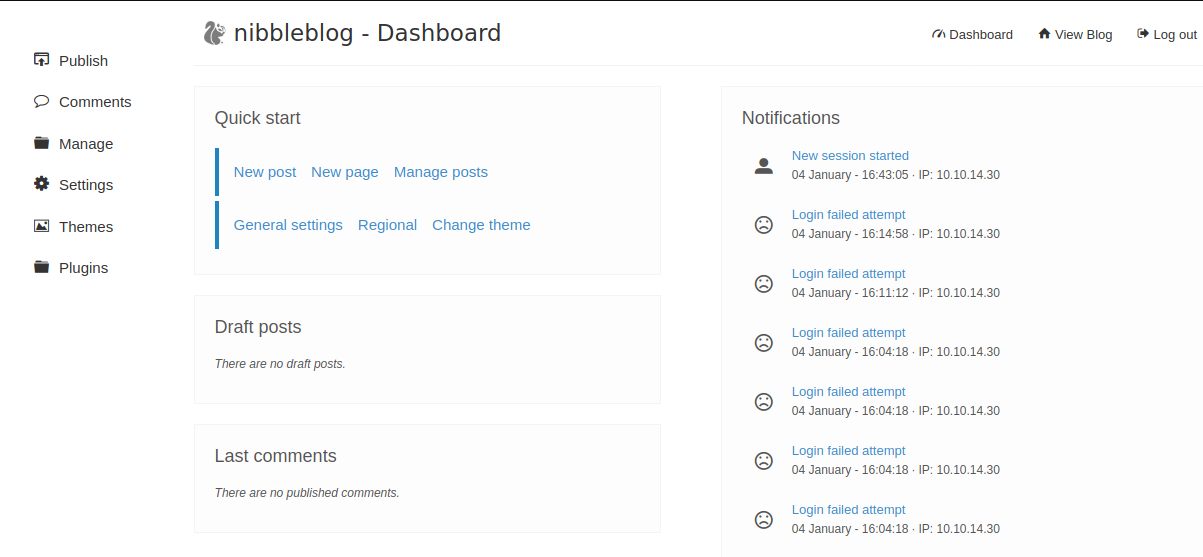 nibbleblog - Dashboard
Dashboard View Blog Log out
Publish
Comments
Manage
Settings
Themes
Plugins
Quick start
New post New page Manage posts
General settings Regional Change theme
Draft posts
There are no draft posts.
Last comments
There are no published comments.
Notifications
New session started
04 January - 16:43:05 · IP: 10.10.14.30
Login failed attempt
04 January - 16:14:58 · IP: 10.10.14.30
Login failed attempt
04 January - 16:11:12 · IP: 10.10.14.30
Login failed attempt
04 January - 16:04:18 · IP: 10.10.14.30
Login failed attempt
04 January - 16:04:18 · IP: 10.10.14.30
Login failed attempt
04 January - 16:04:18 · IP: 10.10.14.30
Login failed attempt
04 January - 16:04:18 · IP: 10.10.14.30